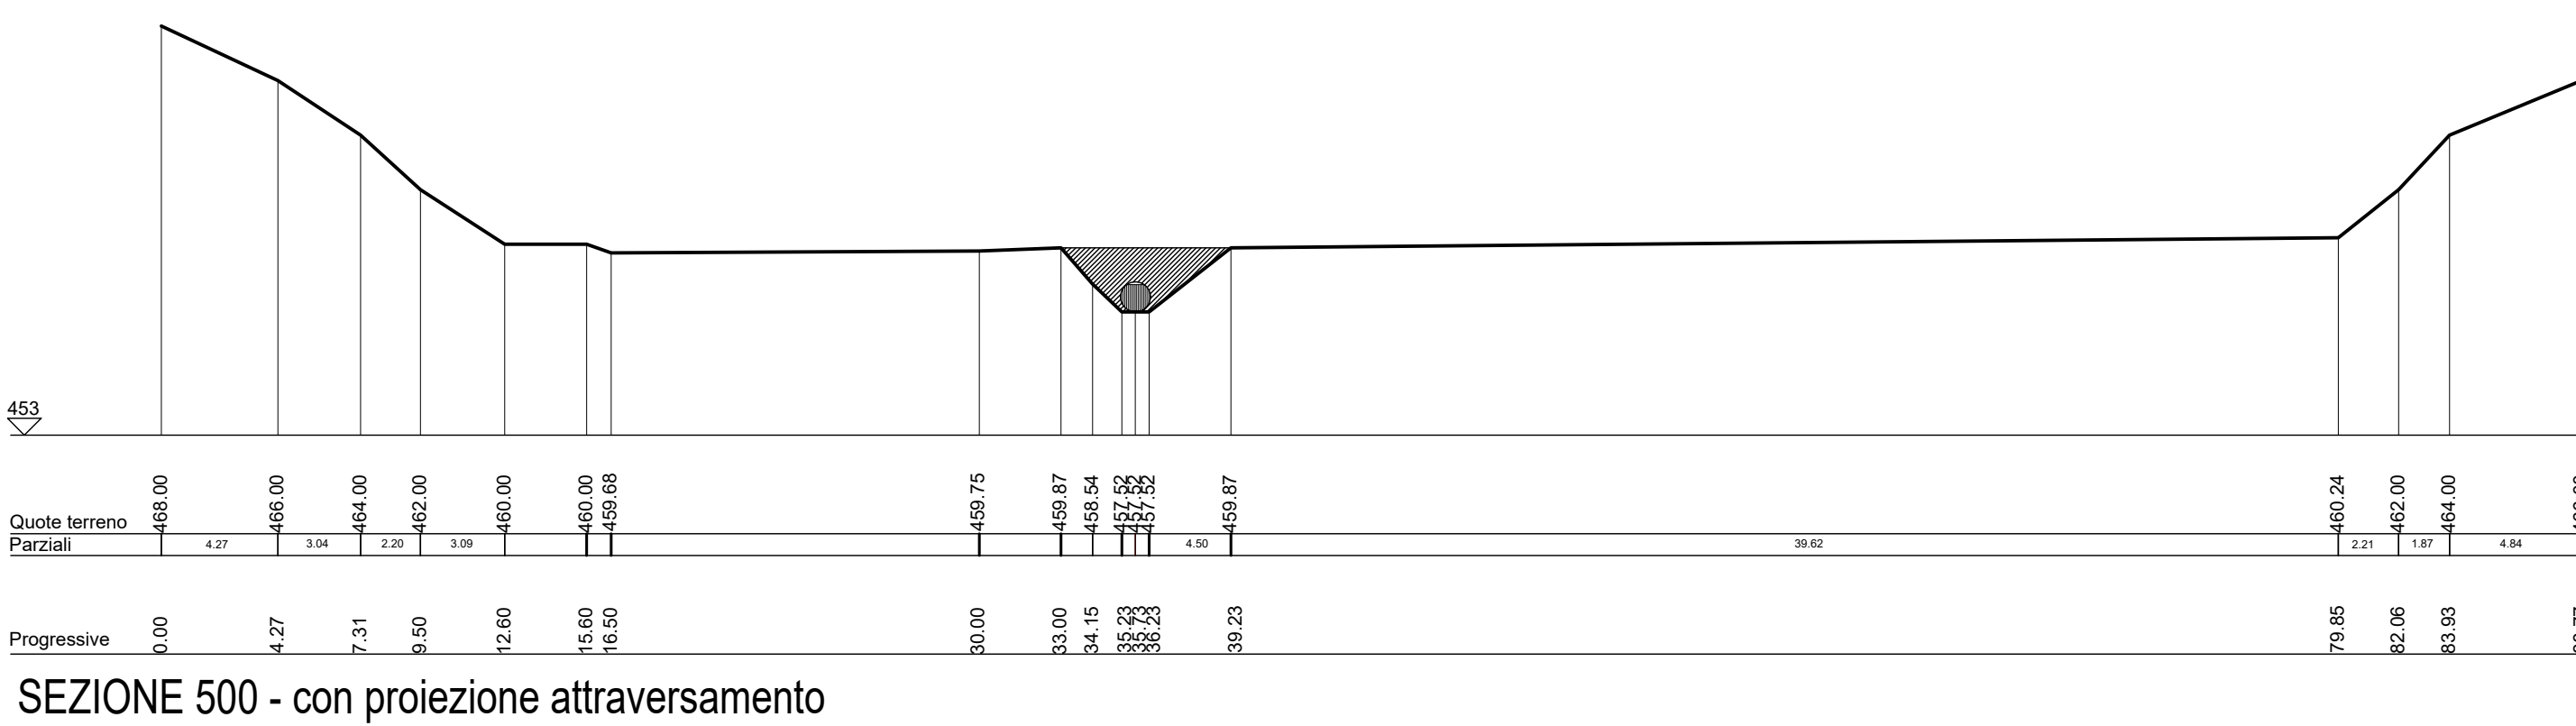 453
Quote terreno 468.00 466.00 464.00 462.00 460.00 460.00 459.68 459.75 459.87 458.54 457.52 457.52 457.52 459.87 460.24 462.00 464.00
Parziali 4.27 3.04 2.20 3.09 4.50 39.62 2.21 1.87 4.84
Progressive 0.00 4.27 7.31 9.50 12.60 15.60 16.50 30.00 33.00 34.15 35.23 35.73 36.23 39.23 79.85 82.06 83.93
SEZIONE 500 - con proiezione attraversamento